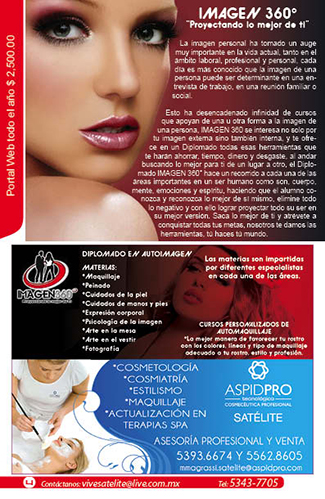 Portal Web todo el año $ 2,500.00
IMAGEN 360°
"Proyectando lo mejor de ti"
La imagen personal ha tomado un auge
muy importante en la vida actual, tanto en el
ámbito laboral, profesional y personal, cada
día es más conocido que la imagen de una
persona puede ser determinante en una en-
trevista de trabajo, en una reunión familiar o
social.
Esto ha desencadenado infinidad de cursos
que apoyan de una u otra forma a la imagen de
una persona, IMAGEN 360 se interesa no solo por
tu imagen externa sino también interna, y te ofre-
ce en un Diplomado todas esas herramientas que
te harán ahorrar, tiempo, dinero y desgaste, al andar
buscando lo mejor para ti de un lugar a otro, el Diplo-
mado IMAGEN 360° hace un recorrido a cada una de las
áreas importantes en un ser humano como son, cuerpo,
mente, emociones y espíritu, haciendo que el alumno co-
nozca y reconozca lo mejor de si mismo, elimine todo
lo negativo y con ello lograr proyectar todo su ser en
su mejor versión. Saca lo mejor de ti y atrévete a
conquistar todas tus metas, nosotros te damos las
herramientas, tú haces tú mundo.
DIPLOMADO EN AUTOIMAGEN
MATERIAS:
*Maquillaje
*Peinado
*Cuidados de la piel
*Cuidados de manos y pies
*Expresión corporal
*Psicología de la imagen
*Arte en la mesa
*Arte en el vestir
*Fotografía
IMAGEN360°
Las materias son impartidas
por diferentes especialistas
en cada una de las áreas.
CURSOS PERSONALIZADOS DE
AUTOMAQUILLAJE
"La mejor manera de favorecer tu rostro
con los colores, líneas y tipo de maquillaje
adecuado a tu rostro, estilo y profesión.
*COSMETOLOGÍA
*COSMIATRÍA
*ESTILISMO
*MAQUILLAJE
*ACTUALIZACIÓN EN
TERAPIAS SPA
ASPIDPRO
tecnológico
COSMECÉUTICA PROFESIONAL
SATÉLITE
ASESORÍA PROFESIONAL Y VENTA
5393.6674 Y 5562.8605
mmagrassi.satelite@aspidpro.com
4
Contáctanos: vivesatelite@live.com.mx
Tel: 5343-7705